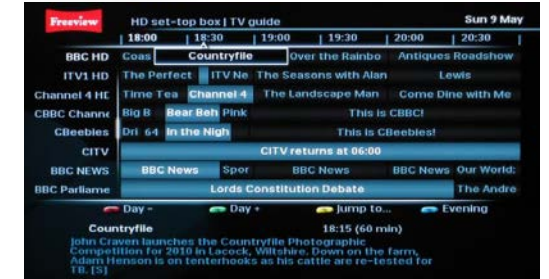 Freeview HD set-top box | TV guide Sun 9 May
| 18:00 | 18:30 | 19:00 | 19:30 | 20:00 | 20:30 |
BBC HD Coas Countryfile Over the Rainbo Antiques Roadshow
ITV1 HD The Perfect ITV Ne The Seasons with Alan Lewis
Channel 4 HD Time Tea Channel 4 The Landscape Man Come Dine with Me
CBBC Channe Big B Bear Beh Pink This is CBBC!
CBeebies Dri 64 In the Nigh This is CBeebies!
CITV CITV returns at 06:00
BBC NEWS BBC News Spor BBC News BBC News Our World:
BBC Parliame Lords Constitution Debate The Andre
Day - Day + Jump to... Evening
Countryfile 18:15 (60 min)
John Craven launches the Countryfile Photographic
Competition for 2010 in Lacock, Wiltshire. Down on the farm,
Adam Henson is on tenterhooks as his cattle are re-tested for
TB. [S]